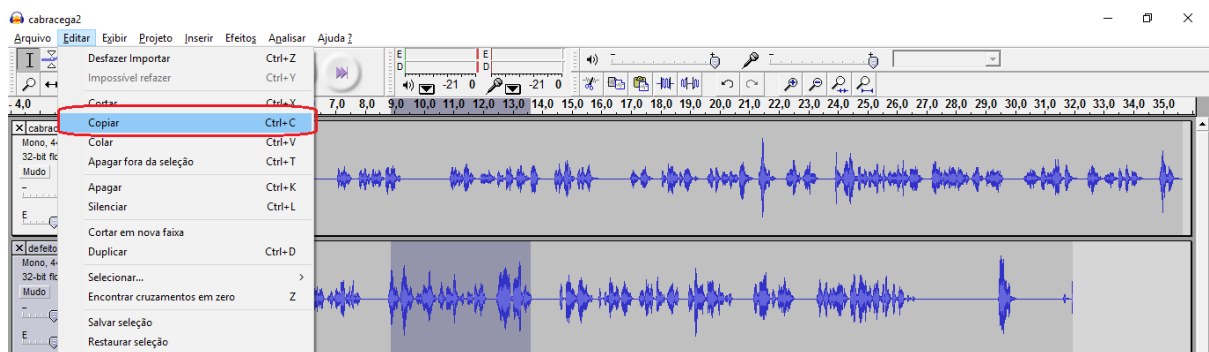 cabracega2
Arquivo Editar Exibir Projeto Inserir Efeitos Analisar Ajuda ?
Desfazer Importar Ctrl+Z
Impossível refazer Ctrl+Y
Cortar Ctrl+X
Copiar Ctrl+C
Colar Ctrl+V
Apagar fora da seleção Ctrl+T
Apagar Ctrl+K
Silenciar Ctrl+L
Cortar em nova faixa
Duplicar Ctrl+D
Selecionar... >
Encontrar cruzamentos em zero Z
Salvar seleção
Restaurar seleção
E E
D D
-21 0 -21 0
- 4,0 7,0 8,0 9,0 10,0 11,0 12,0 13,0 14,0 15,0 16,0 17,0 18,0 19,0 20,0 21,0 22,0 23,0 24,0 25,0 26,0 27,0 28,0 29,0 30,0 31,0 32,0 33,0 34,0 35,0
X cabrac
Mono, 4
32-bit flo
Mudo
E
X defeito
Mono, 4
32-bit flo
Mudo
E